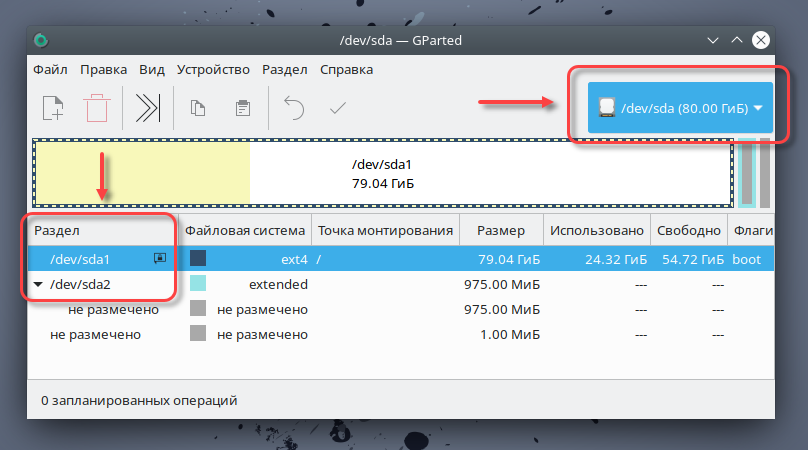 /dev/sda — GParted
Файл Правка Вид Устройство Раздел Справка
/dev/sda (80.00 ГиБ)
/dev/sda1
79.04 ГиБ
Раздел Файловая система Точка монтирования Размер Использовано Свободно Флаги
/dev/sda1 ext4 / 79.04 ГиБ 24.32 ГиБ 54.72 ГиБ boot
/dev/sda2 extended 975.00 МиБ --- ---
не размечено не размечено 975.00 МиБ --- ---
не размечено не размечено 1.00 МиБ --- ---
0 запланированных операций